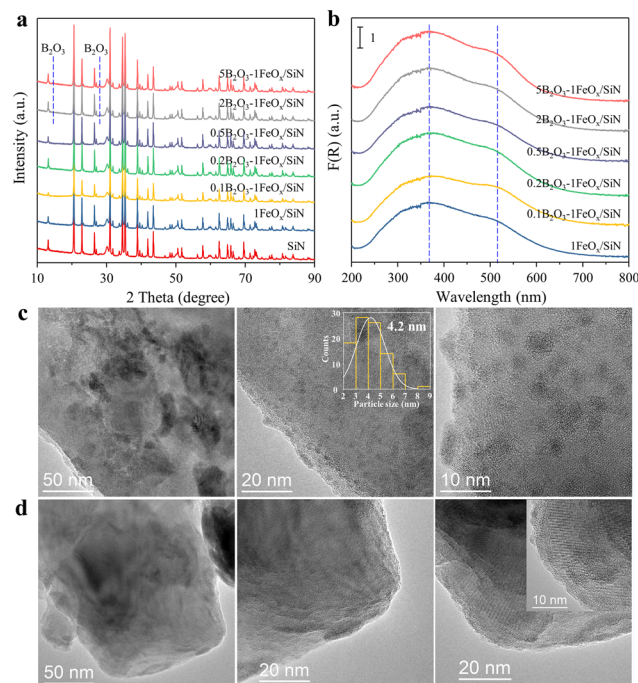 a
B₂O₃ B₂O₃
5B₂O₃-1FeOₓ/SiN
2B₂O₃-1FeOₓ/SiN
0.5B₂O₃-1FeOₓ/SiN
0.2B₂O₃-1FeOₓ/SiN
0.1B₂O₃-1FeOₓ/SiN
1FeOₓ/SiN
SiN
Intensity (a.u.)
10 20 30 40 50 60 70 80 90
2 Theta (degree)
b
1
5B₂O₃-1FeOₓ/SiN
2B₂O₃-1FeOₓ/SiN
0.5B₂O₃-1FeOₓ/SiN
0.2B₂O₃-1FeOₓ/SiN
0.1B₂O₃-1FeOₓ/SiN
1FeOₓ/SiN
F(R) (a.u.)
200 300 400 500 600 700 800
Wavelength (nm)
c
50 nm
30
20
10
0
Counts
4.2 nm
2 3 4 5 6 7 8 9
Particle size (nm)
20 nm
10 nm
d
50 nm
20 nm
10 nm
20 nm